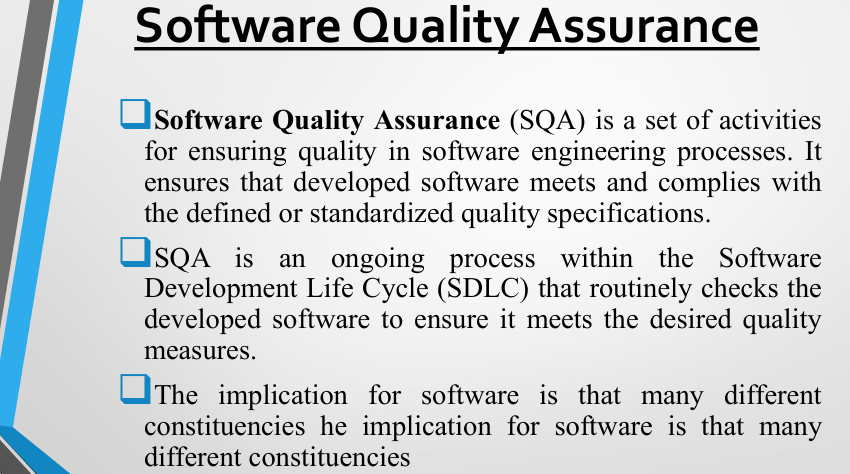 Software Quality Assurance
Software Quality Assurance (SQA) is a set of activities
for ensuring quality in software engineering processes. It
ensures that developed software meets and complies with
the defined or standardized quality specifications.
SQA is an ongoing process within the Software
Development Life Cycle (SDLC) that routinely checks the
developed software to ensure it meets the desired quality
measures.
The implication for software is that many different
constituencies he implication for software is that many
different constituencies